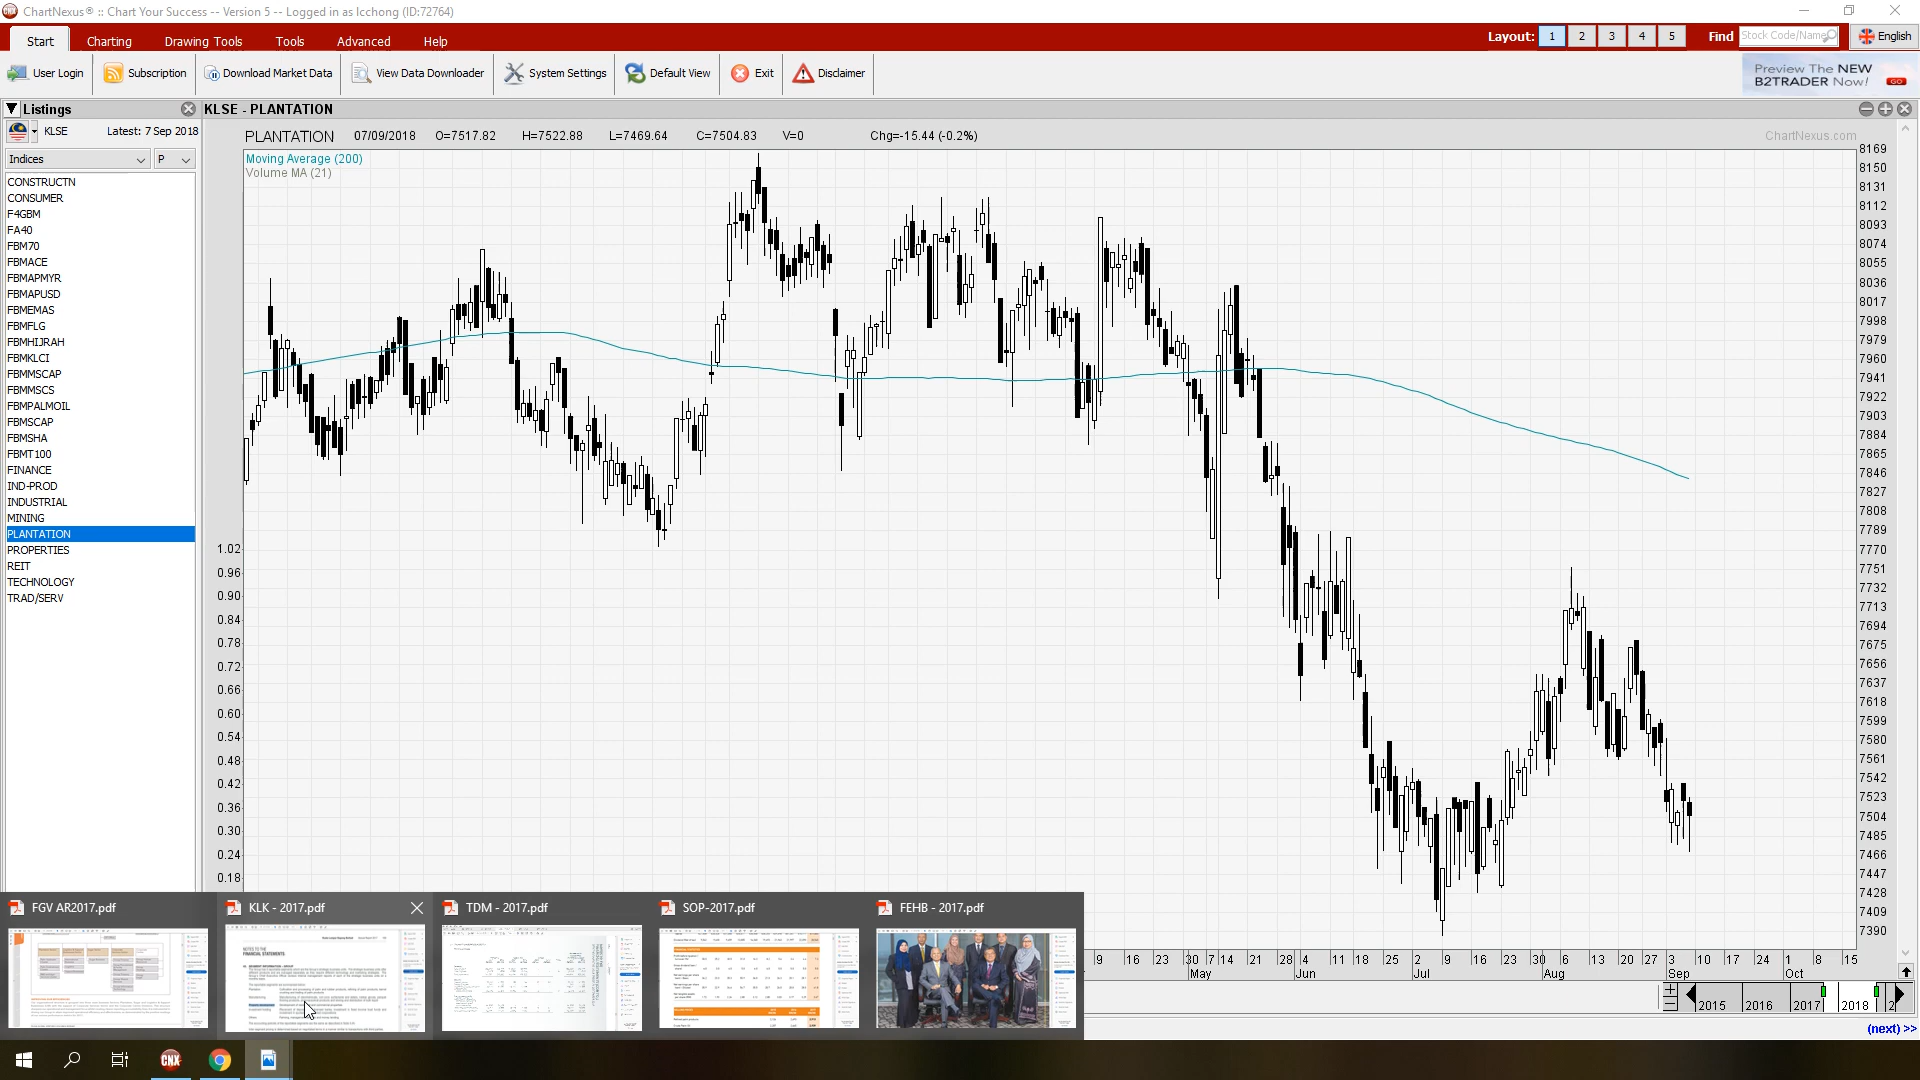 ChartNexus® :: Chart Your Success -- Version 5 -- Logged in as lcchong (ID:72764)
Start Charting Drawing Tools Tools Advanced Help Layout: 1 2 3 4 5 Find Stock Code/Name English
User Login Subscription Download Market Data View Data Downloader System Settings Default View Exit Disclaimer
Preview The NEW
B2TRADER Now! GO
Listings
KLSE Latest: 7 Sep 2018
Indices P
CONSTRUCTN
CONSUMER
F4GBM
FA40
FBM70
FBMACE
FBMAPMYR
FBMAPUSD
FBMEMAS
FBMFLG
FBMHIJRAH
FBMKLCI
FBMMSCAP
FBMMSCS
FBMPALMOIL
FBMSCAP
FBMSHA
FBMT100
FINANCE
IND-PROD
INDUSTRIAL
MINING
PLANTATION
PROPERTIES
REIT
TECHNOLOGY
TRAD/SERV
KLSE - PLANTATION
PLANTATION 07/09/2018 O=7517.82 H=7522.88 L=7469.64 C=7504.83 V=0 Chg=-15.44 (-0.2%)
ChartNexus.com
Moving Average (200)
Volume MA (21)
8169
8150
8131
8112
8093
8074
8055
8036
8017
7998
7979
7960
7941
7922
7903
7884
7865
7846
7827
7808
7789
7770
7751
7732
7713
7694
7675
7656
7637
7618
7599
7580
7561
7542
7523
7504
7485
7466
7447
7428
7409
7390
1.02
0.96
0.90
0.84
0.78
0.72
0.66
0.60
0.54
0.48
0.42
0.36
0.30
0.24
0.18
9 16 23 30 7 14 21 28 4 11 18 25 2 9 16 23 30 6 13 20 27 3 10 17 24 1 8 15
May Jun Jul Aug Sep Oct
2015 2016 2017 2018 2
(next) >>
FGV AR2017.pdf
KLK - 2017.pdf
NOTES TO THE
FINANCIAL STATEMENTS
TDM - 2017.pdf
SOP-2017.pdf
FEHB - 2017.pdf
CNX